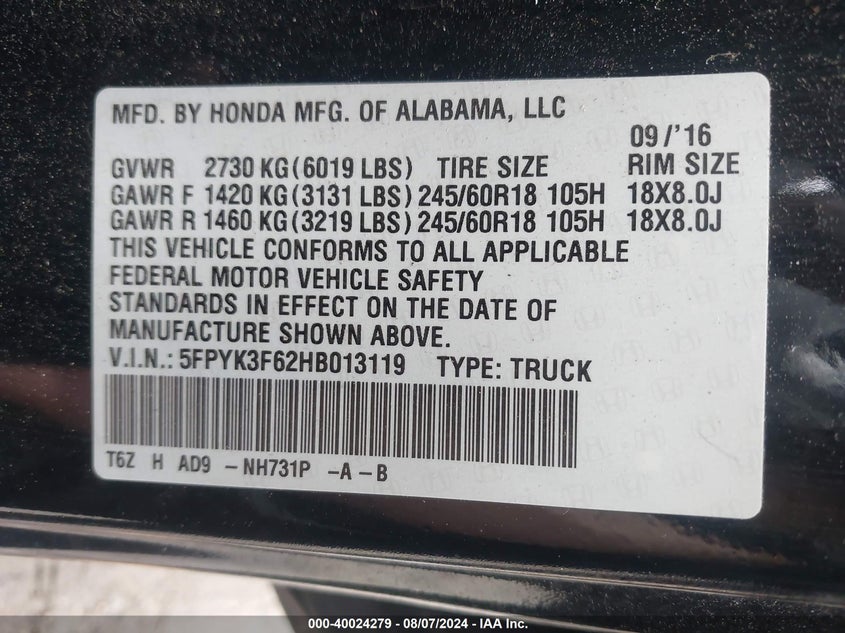 MFD. BY HONDA MFG. OF ALABAMA, LLC
09/'16
GVWR 2730 KG(6019 LBS) TIRE SIZE RIM SIZE
GAWR F 1420 KG(3131 LBS) 245/60R18 105H 18X8.0J
GAWR R 1460 KG(3219 LBS) 245/60R18 105H 18X8.0J
THIS VEHICLE CONFORMS TO ALL APPLICABLE
FEDERAL MOTOR VEHICLE SAFETY
STANDARDS IN EFFECT ON THE DATE OF
MANUFACTURE SHOWN ABOVE.
V.I.N.: 5FPYK3F62HB013119 TYPE: TRUCK
T6Z H AD9 -NH731P -A -B
000-40024279 - 08/07/2024 - IAA Inc.